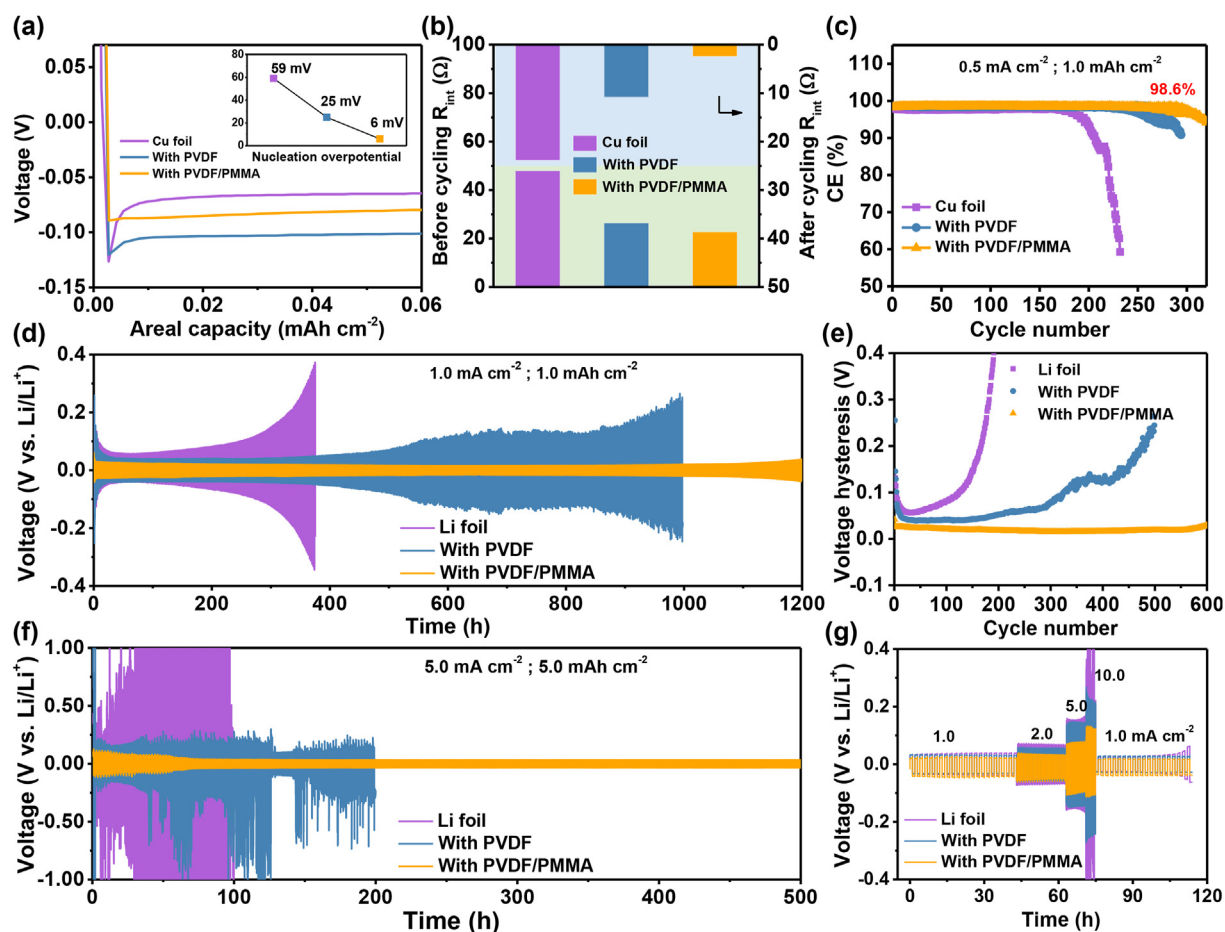 (a)
Voltage (V)
0.05
0.00
-0.05
-0.10
-0.15
0.00
0.02
0.04
0.06
Areal capacity (mAh cm-2)
Cu foil
With PVDF
With PVDF/PMMA
80
60
40
20
0
59 mV
25 mV
6 mV
Nucleation overpotential
(b)
Before cycling Rint (Ω)
100
80
60
40
20
0
Cu foil
With PVDF
With PVDF/PMMA
0
10
20
30
40
50
After cycling Rint (Ω)
(c)
CE (%)
100
90
80
70
60
50
0.5 mA cm-2 ; 1.0 mAh cm-2
98.6%
Cu foil
With PVDF
With PVDF/PMMA
0
50
100
150
200
250
300
Cycle number
(d)
Voltage (V vs. Li/Li+)
0.4
0.2
0.0
-0.2
-0.4
1.0 mA cm-2 ; 1.0 mAh cm-2
Li foil
With PVDF
With PVDF/PMMA
0
200
400
600
800
1000
1200
Time (h)
(e)
Voltage hysteresis (V)
0.4
0.3
0.2
0.1
0.0
-0.1
Li foil
With PVDF
With PVDF/PMMA
0
100
200
300
400
500
600
Cycle number
(f)
Voltage (V vs. Li/Li+)
1.00
0.50
0.00
-0.50
-1.00
5.0 mA cm-2 ; 5.0 mAh cm-2
Li foil
With PVDF
With PVDF/PMMA
0
100
200
300
400
500
Time (h)
(g)
Voltage (V vs. Li/Li+)
0.4
0.2
0.0
-0.2
-0.4
1.0
2.0
5.0
10.0
1.0 mA cm-2
Li foil
With PVDF
With PVDF/PMMA
0
30
60
90
120
Time (h)